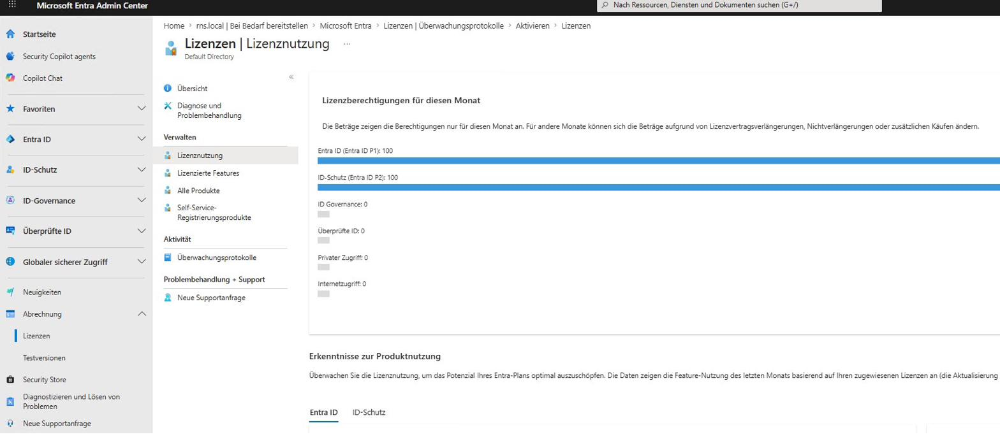 Microsoft Entra Admin Center
Nach Ressourcen, Diensten und Dokumenten suchen (G+/)
Startseite
Security Copilot agents
Copilot Chat
Favoriten
Entra ID
ID-Schutz
ID-Governance
Überprüfte ID
Globaler sicherer Zugriff
Neuigkeiten
Abrechnung
Lizenzen
Testversionen
Security Store
Diagnostizieren und Lösen von
Problemen
Neue Supportanfrage
Home > rns.local | Bei Bedarf bereitstellen > Microsoft Entra > Lizenzen | Überwachungsprotokolle > Aktivieren > Lizenzen
Lizenzen | Lizenznutzung ...
Default Directory
«
Übersicht
Diagnose und
Problembehandlung
Verwalten
Lizenznutzung
Lizenzierte Features
Alle Produkte
Self-Service-
Registrierungsprodukte
Aktivität
Überwachungsprotokolle
Problembehandlung + Support
Neue Supportanfrage
Lizenzberechtigungen für diesen Monat
Die Beträge zeigen die Berechtigungen nur für diesen Monat an. Für andere Monate können sich die Beträge aufgrund von Lizenzvertragsverlängerungen, Nichtverlängerungen oder zusätzlichen Käufen ändern.
Entra ID (Entra ID P1): 100
ID-Schutz (Entra ID P2): 100
ID Governance: 0
Überprüfte ID: 0
Privater Zugriff: 0
Internetzugriff: 0
Erkenntnisse zur Produktnutzung
Überwachen Sie die Lizenznutzung, um das Potenzial Ihres Entra-Plans optimal auszuschöpfen. Die Daten zeigen die Feature-Nutzung des letzten Monats basierend auf Ihren zugewiesenen Lizenzen an (die Aktualisierung
Entra ID
ID-Schutz